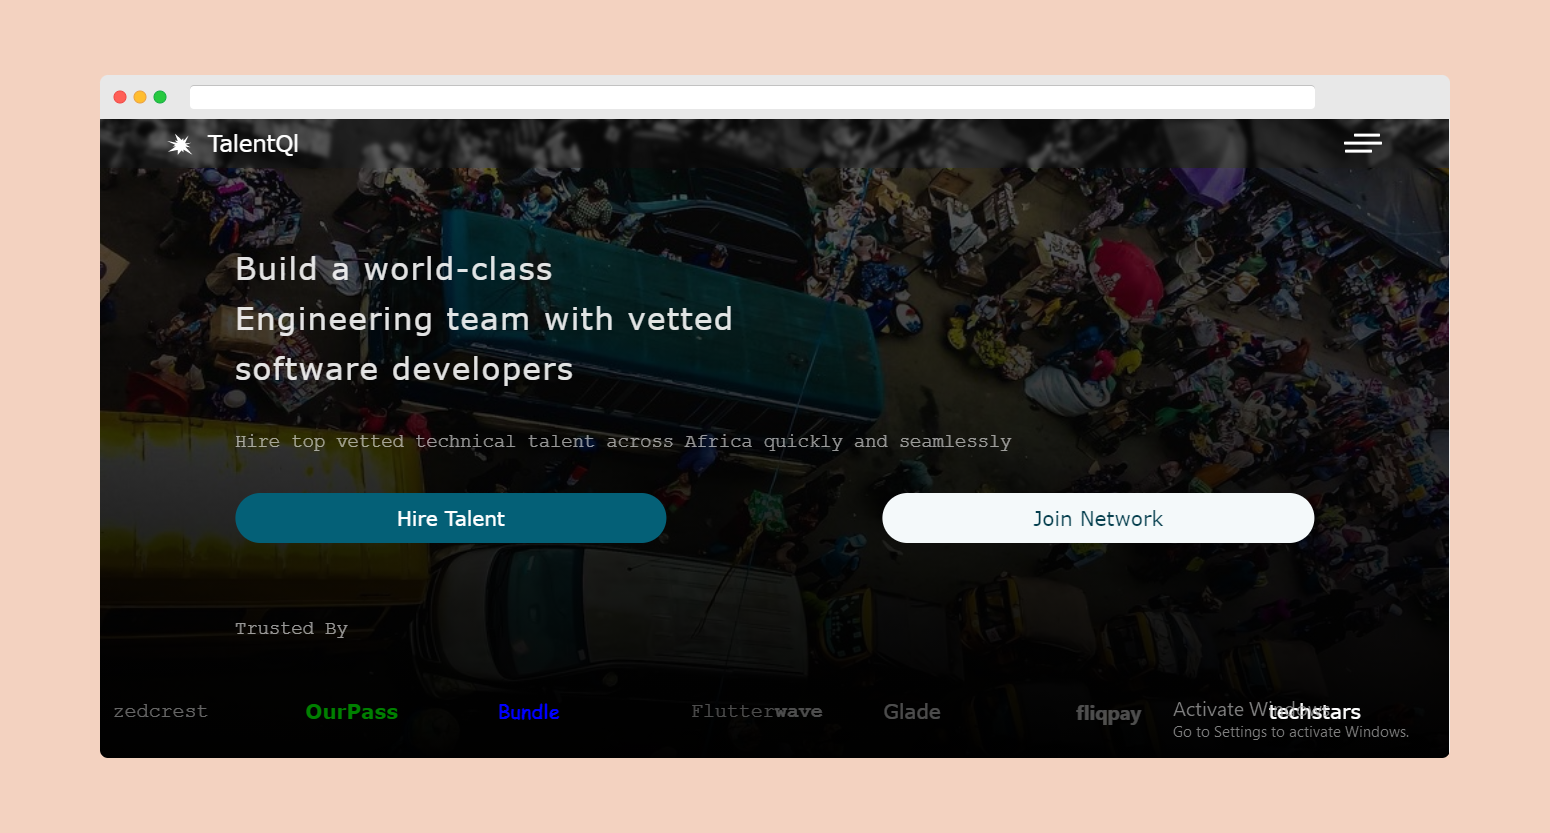 TalentQl
Build a world-class
Engineering team with vetted
software developers
Hire top vetted technical talent across Africa quickly and seamlessly
Hire Talent
Join Network
Trusted By
zedcrest
OurPass
Bundle
Flutterwave
Glade
fliqpay
techstars
Activate Windows
Go to Settings to activate Windows.